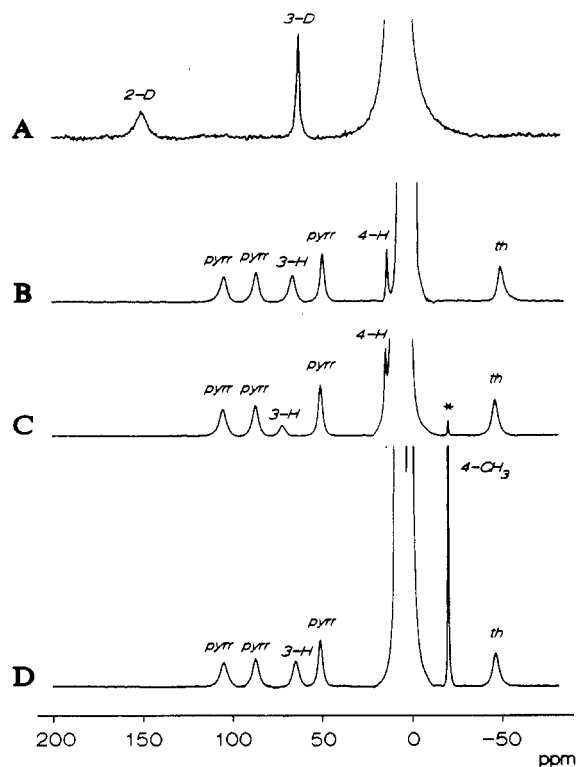 3-D
2-D
A
pyrr pyrr 3-H pyrr 4-H th
B
4-H
pyrr pyrr 3-H pyrr * th
C
4-CH₃
pyrr pyrr 3-H pyrr th
D
200 150 100 50 0 -50
ppm